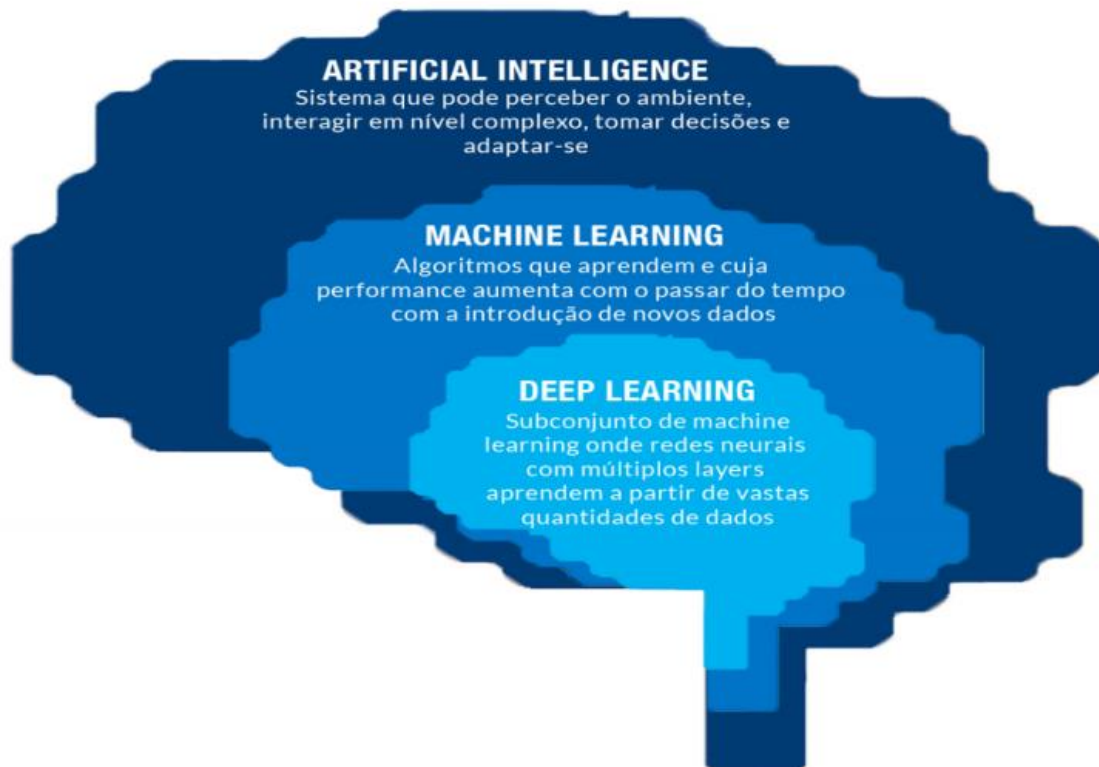 ARTIFICIAL INTELLIGENCE
Sistema que pode perceber o ambiente,
interagir em nível complexo, tomar decisões e
adaptar-se
MACHINE LEARNING
Algoritmos que aprendem e cuja
performance aumenta com o passar do tempo
com a introdução de novos dados
DEEP LEARNING
Subconjunto de machine
learning onde redes neurais
com múltiplos layers
aprendem a partir de vastas
quantidades de dados